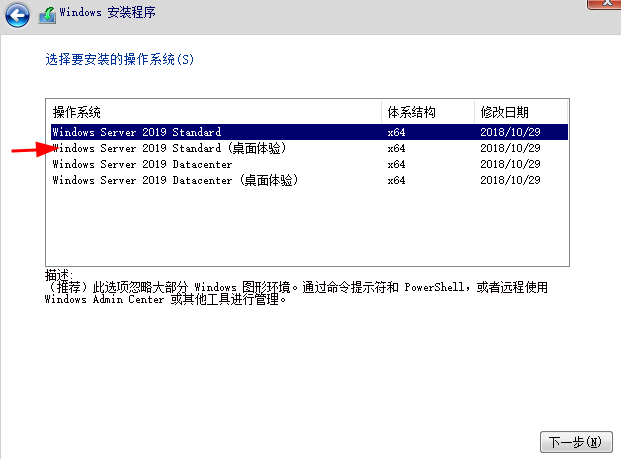 Windows 安装程序
选择要安装的操作系统(S)
操作系统 体系结构 修改日期
Windows Server 2019 Standard x64 2018/10/29
Windows Server 2019 Standard (桌面体验) x64 2018/10/29
Windows Server 2019 Datacenter x64 2018/10/29
Windows Server 2019 Datacenter (桌面体验) x64 2018/10/29
描述:
（推荐）此选项忽略大部分 Windows 图形环境。通过命令提示符和 PowerShell，或者远程使用
Windows Admin Center 或其他工具进行管理。
下一步(N)